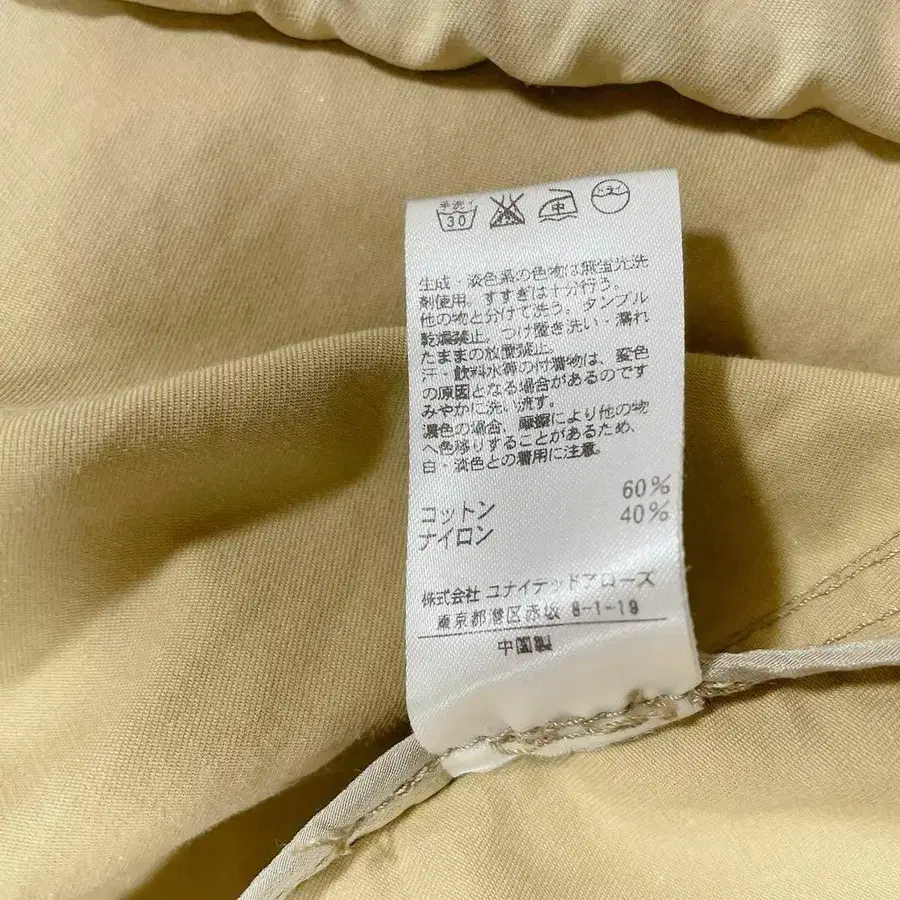 手洗イ
30
中
ドライ
生成・淡色系の色物は無蛍光洗
剤使用。すすぎは十分行う。
他の物と分けて洗う。タンブル
乾燥禁止。つけ置き洗い・濡れ
たままの放置禁止。
汗・飲料水等の付着物は、変色
の原因となる場合があるのです
みやかに洗い流す。
濃色の場合、摩擦により他の物
へ色移りすることがあるため、
白・淡色との着用に注意。
コットン 60%
ナイロン 40%
株式会社 ユナイテッドアローズ
東京都港区赤坂 8-1-19
中国製